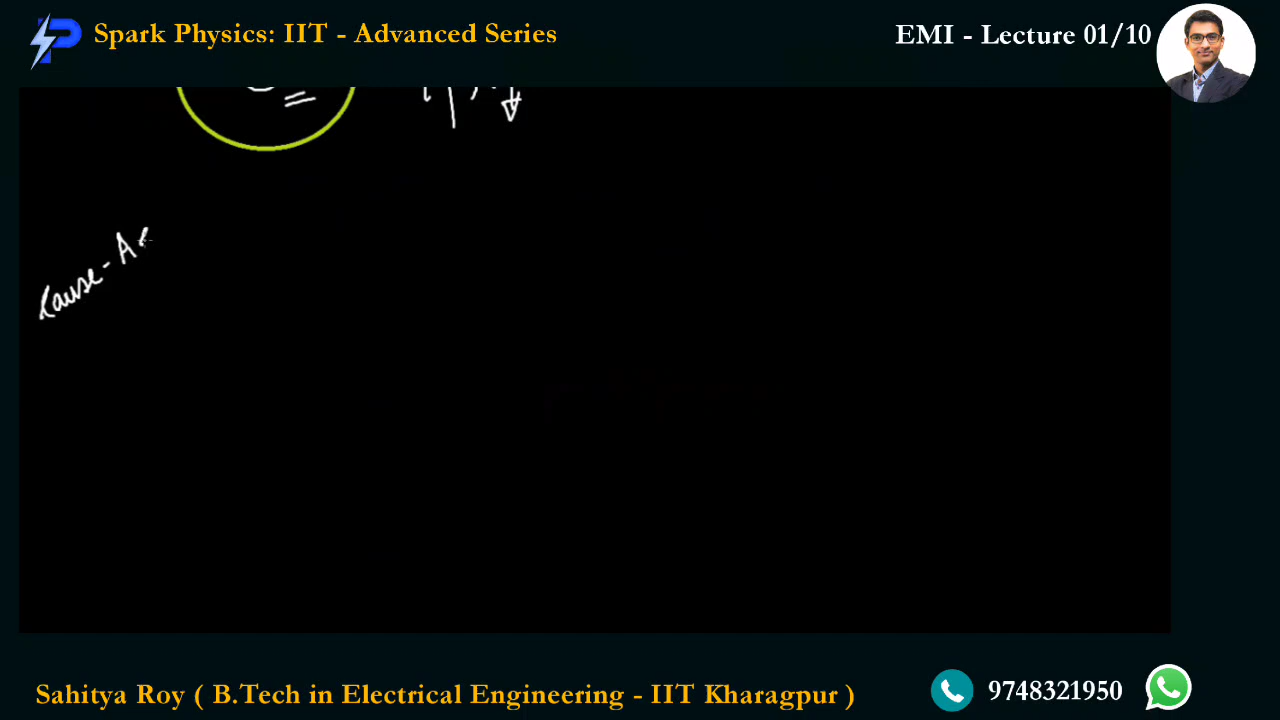 Spark Physics: IIT - Advanced Series
EMI - Lecture 01/10
Cause - A
Sahitya Roy ( B.Tech in Electrical Engineering - IIT Kharagpur )
9748321950